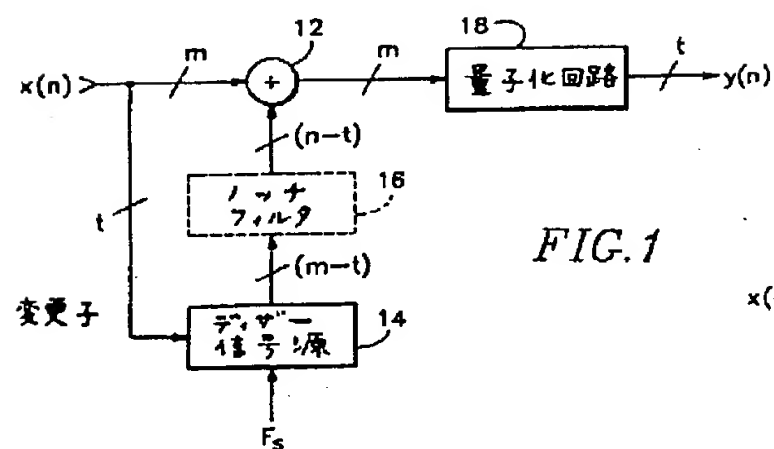 12
18
x(n)
m
+
m
量子化回路
t
y(n)
(n-t)
ノッチ
フィルタ
16
t
(m-t)
FIG.1
x(
変更子
ディザー
信号源
14
Fs